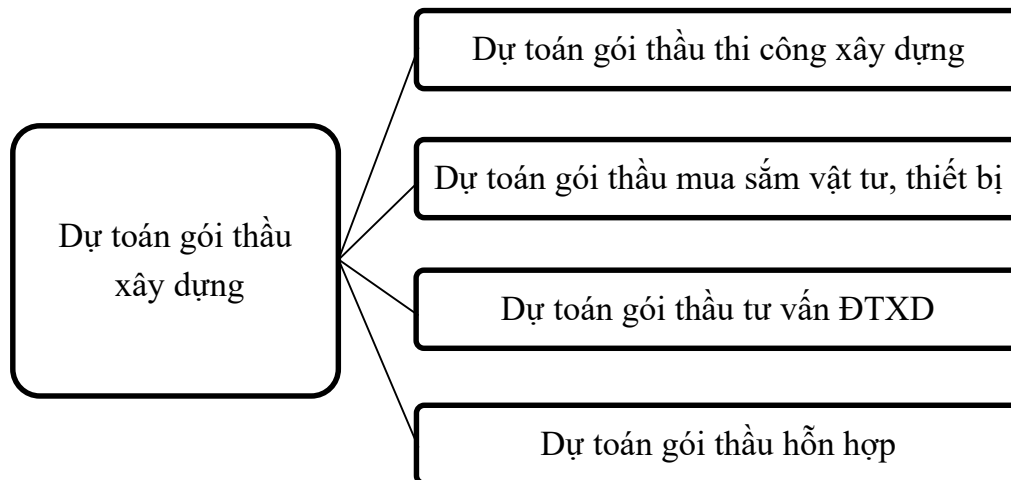 Dự toán gói thầu
xây dựng
Dự toán gói thầu thi công xây dựng
Dự toán gói thầu mua sắm vật tư, thiết bị
Dự toán gói thầu tư vấn ĐTXD
Dự toán gói thầu hỗn hợp